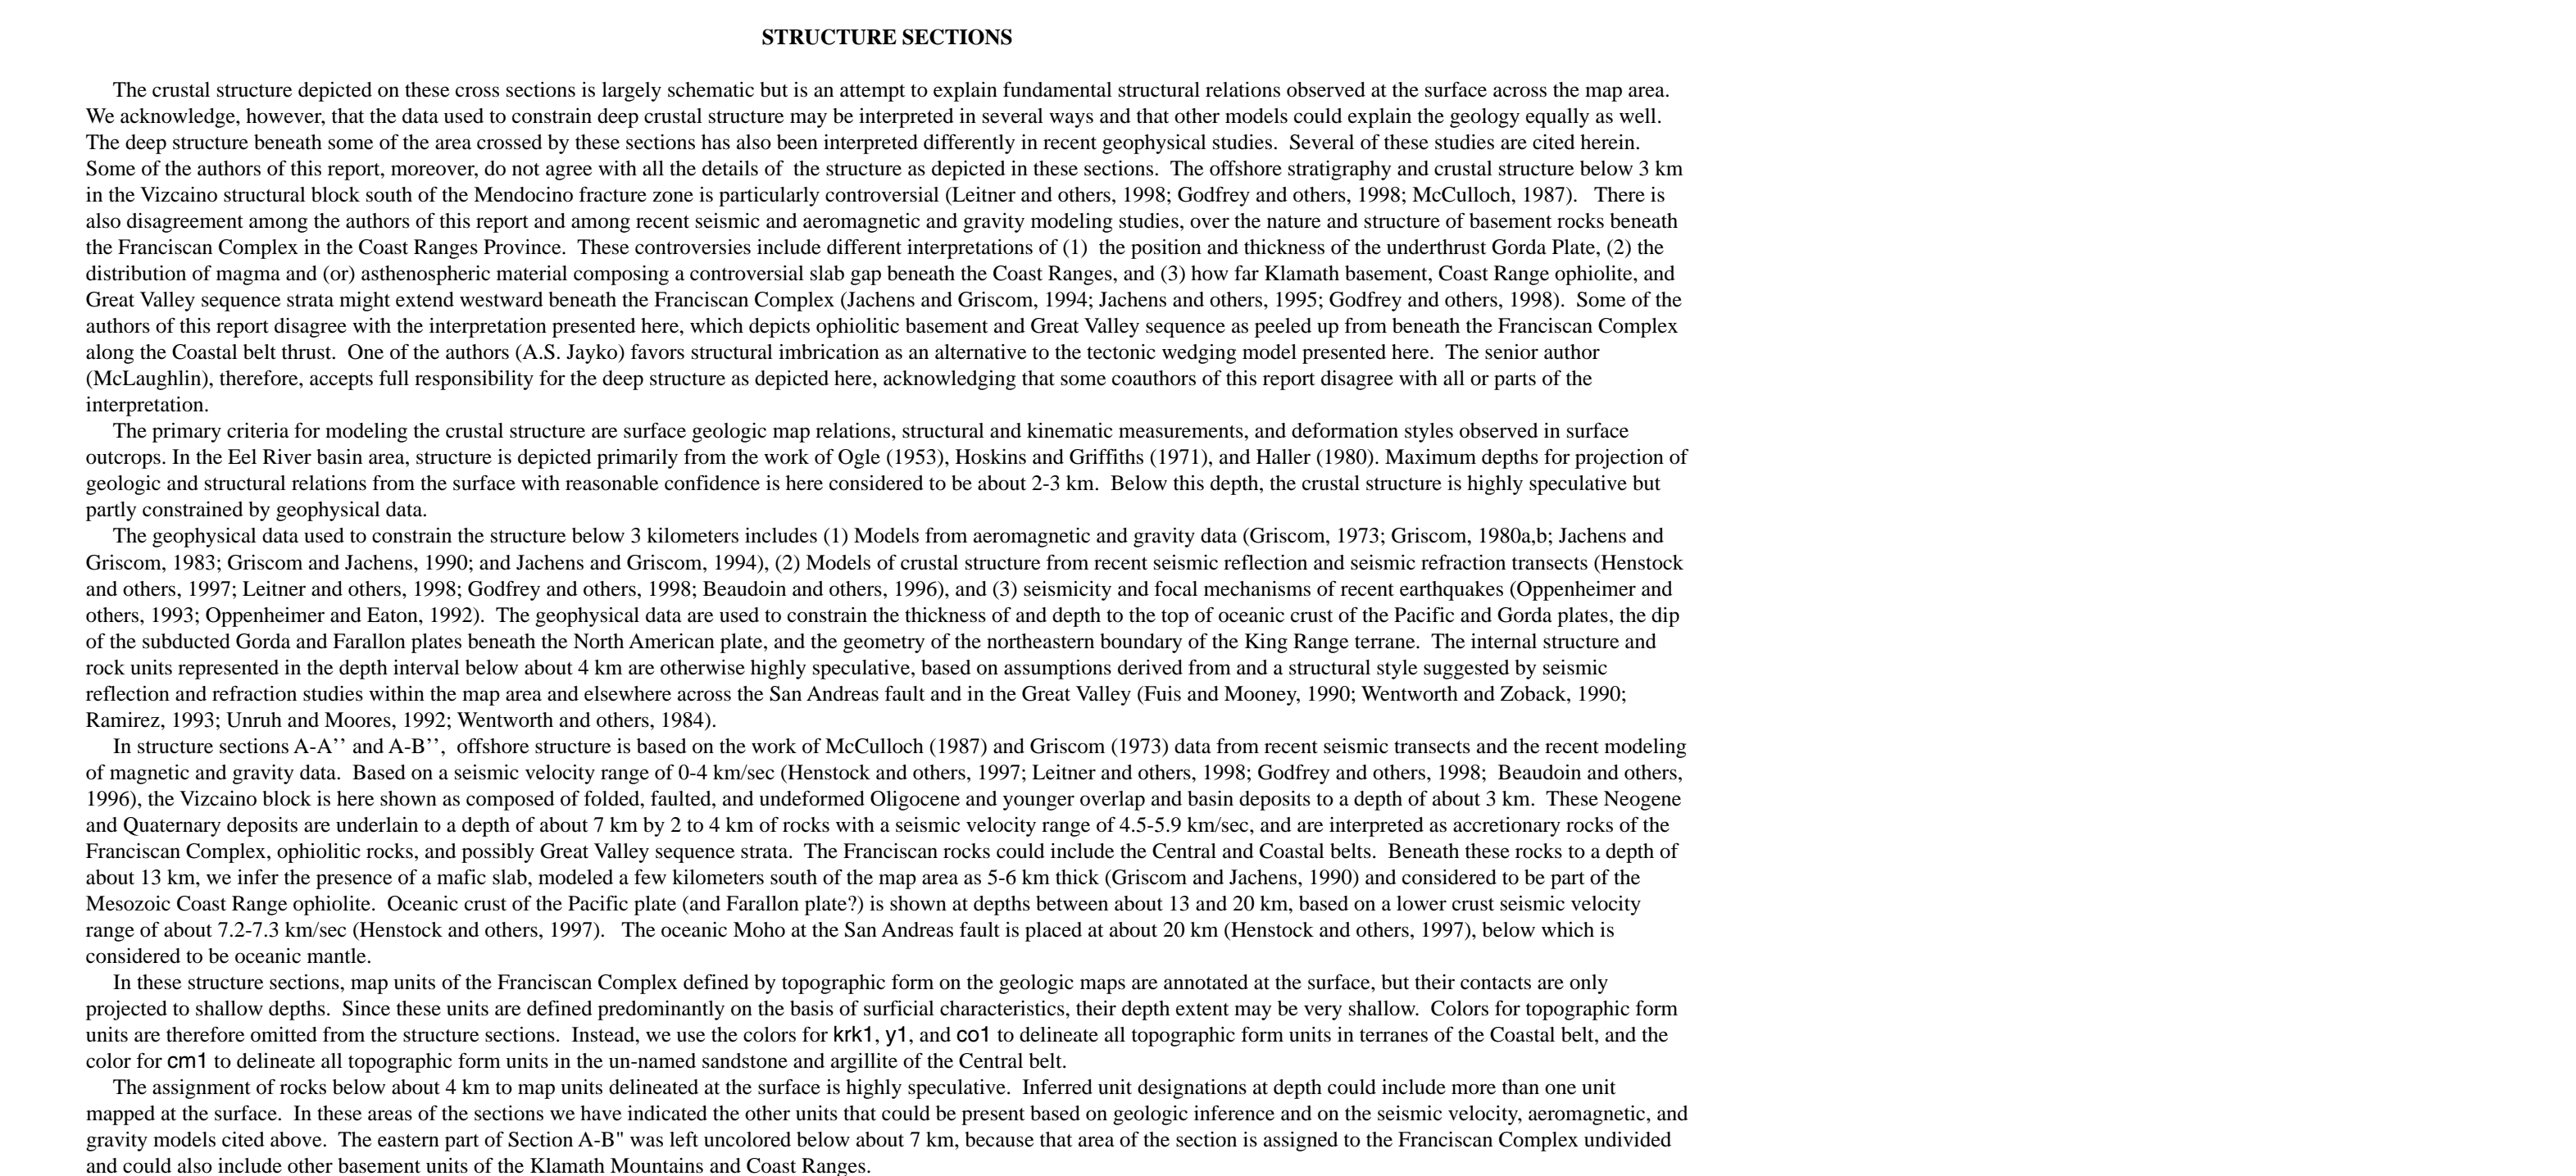 STRUCTURE SECTIONS
The crustal structure depicted on these cross sections is largely schematic but is an attempt to explain fundamental structural relations observed at the surface across the map area.
We acknowledge, however, that the data used to constrain deep crustal structure may be interpreted in several ways and that other models could explain the geology equally as well.
The deep structure beneath some of the area crossed by these sections has also been interpreted differently in recent geophysical studies.  Several of these studies are cited herein.
Some of the authors of this report, moreover, do not agree with all the details of  the structure as depicted in these sections.  The offshore stratigraphy and crustal structure below 3 km
in the Vizcaino structural block south of the Mendocino fracture zone is particularly controversial (Leitner and others, 1998; Godfrey and others, 1998; McCulloch, 1987).   There is
also disagreement among the authors of this report and among recent seismic and aeromagnetic and gravity modeling studies, over the nature and structure of basement rocks beneath
the Franciscan Complex in the Coast Ranges Province.  These controversies include different interpretations of (1)  the position and thickness of the underthrust Gorda Plate, (2) the
distribution of magma and (or) asthenospheric material composing a controversial slab gap beneath the Coast Ranges, and (3) how far Klamath basement, Coast Range ophiolite, and
Great Valley sequence strata might extend westward beneath the Franciscan Complex (Jachens and Griscom, 1994; Jachens and others, 1995; Godfrey and others, 1998).  Some of the
authors of this report disagree with the interpretation presented here, which depicts ophiolitic basement and Great Valley sequence as peeled up from beneath the Franciscan Complex
along the Coastal belt thrust.  One of the authors (A.S. Jayko) favors structural imbrication as an alternative to the tectonic wedging model presented here.  The senior author
(McLaughlin), therefore, accepts full responsibility for the deep structure as depicted here, acknowledging that some coauthors of this report disagree with all or parts of the
interpretation.
The primary criteria for modeling the crustal structure are surface geologic map relations, structural and kinematic measurements, and deformation styles observed in surface
outcrops. In the Eel River basin area, structure is depicted primarily from the work of Ogle (1953), Hoskins and Griffiths (1971), and Haller (1980). Maximum depths for projection of
geologic and structural relations from the surface with reasonable confidence is here considered to be about 2-3 km.  Below this depth, the crustal structure is highly speculative but
partly constrained by geophysical data.
The geophysical data used to constrain the structure below 3 kilometers includes (1) Models from aeromagnetic and gravity data (Griscom, 1973; Griscom, 1980a,b; Jachens and
Griscom, 1983; Griscom and Jachens, 1990; and Jachens and Griscom, 1994), (2) Models of crustal structure from recent seismic reflection and seismic refraction transects (Henstock
and others, 1997; Leitner and others, 1998; Godfrey and others, 1998; Beaudoin and others, 1996), and (3) seismicity and focal mechanisms of recent earthquakes (Oppenheimer and
others, 1993; Oppenheimer and Eaton, 1992).  The geophysical data are used to constrain the thickness of and depth to the top of oceanic crust of the Pacific and Gorda plates, the dip
of the subducted Gorda and Farallon plates beneath the North American plate, and the geometry of the northeastern boundary of the King Range terrane.  The internal structure and
rock units represented in the depth interval below about 4 km are otherwise highly speculative, based on assumptions derived from and a structural style suggested by seismic
reflection and refraction studies within the map area and elsewhere across the San Andreas fault and in the Great Valley (Fuis and Mooney, 1990; Wentworth and Zoback, 1990;
Ramirez, 1993; Unruh and Moores, 1992; Wentworth and others, 1984).
In structure sections A-A’’ and A-B’’,  offshore structure is based on the work of McCulloch (1987) and Griscom (1973) data from recent seismic transects and the recent modeling
of magnetic and gravity data.  Based on a seismic velocity range of 0-4 km/sec (Henstock and others, 1997; Leitner and others, 1998; Godfrey and others, 1998;  Beaudoin and others,
1996), the Vizcaino block is here shown as composed of folded, faulted, and undeformed Oligocene and younger overlap and basin deposits to a depth of about 3 km.  These Neogene
and Quaternary deposits are underlain to a depth of about 7 km by 2 to 4 km of rocks with a seismic velocity range of 4.5-5.9 km/sec, and are interpreted as accretionary rocks of the
Franciscan Complex, ophiolitic rocks, and possibly Great Valley sequence strata.  The Franciscan rocks could include the Central and Coastal belts.  Beneath these rocks to a depth of
about 13 km, we infer the presence of a mafic slab, modeled a few kilometers south of the map area as 5-6 km thick (Griscom and Jachens, 1990) and considered to be part of the
Mesozoic Coast Range ophiolite.  Oceanic crust of the Pacific plate (and Farallon plate?) is shown at depths between about 13 and 20 km, based on a lower crust seismic velocity
range of about 7.2-7.3 km/sec (Henstock and others, 1997).   The oceanic Moho at the San Andreas fault is placed at about 20 km (Henstock and others, 1997), below which is
considered to be oceanic mantle.
In these structure sections, map units of the Franciscan Complex defined by topographic form on the geologic maps are annotated at the surface, but their contacts are only
projected to shallow depths.  Since these units are defined predominantly on the basis of surficial characteristics, their depth extent may be very shallow.  Colors for topographic form
units are therefore omitted from the structure sections.  Instead, we use the colors for krk1, y1, and co1 to delineate all topographic form units in terranes of the Coastal belt, and the
color for cm1 to delineate all topographic form units in the un-named sandstone and argillite of the Central belt.
The assignment of rocks below about 4 km to map units delineated at the surface is highly speculative.  Inferred unit designations at depth could include more than one unit
mapped at the surface.  In these areas of the sections we have indicated the other units that could be present based on geologic inference and on the seismic velocity, aeromagnetic, and
gravity models cited above.  The eastern part of Section A-B" was left uncolored below about 7 km, because that area of the section is assigned to the Franciscan Complex undivided
and could also include other basement units of the Klamath Mountains and Coast Ranges.